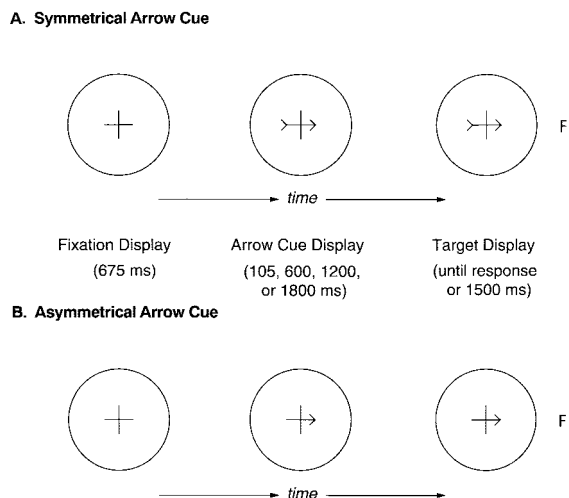 A. Symmetrical Arrow Cue
F
time
Fixation Display
(675 ms)
Arrow Cue Display
(105, 600, 1200,
or 1800 ms)
Target Display
(until response
or 1500 ms)
B. Asymmetrical Arrow Cue
F
time